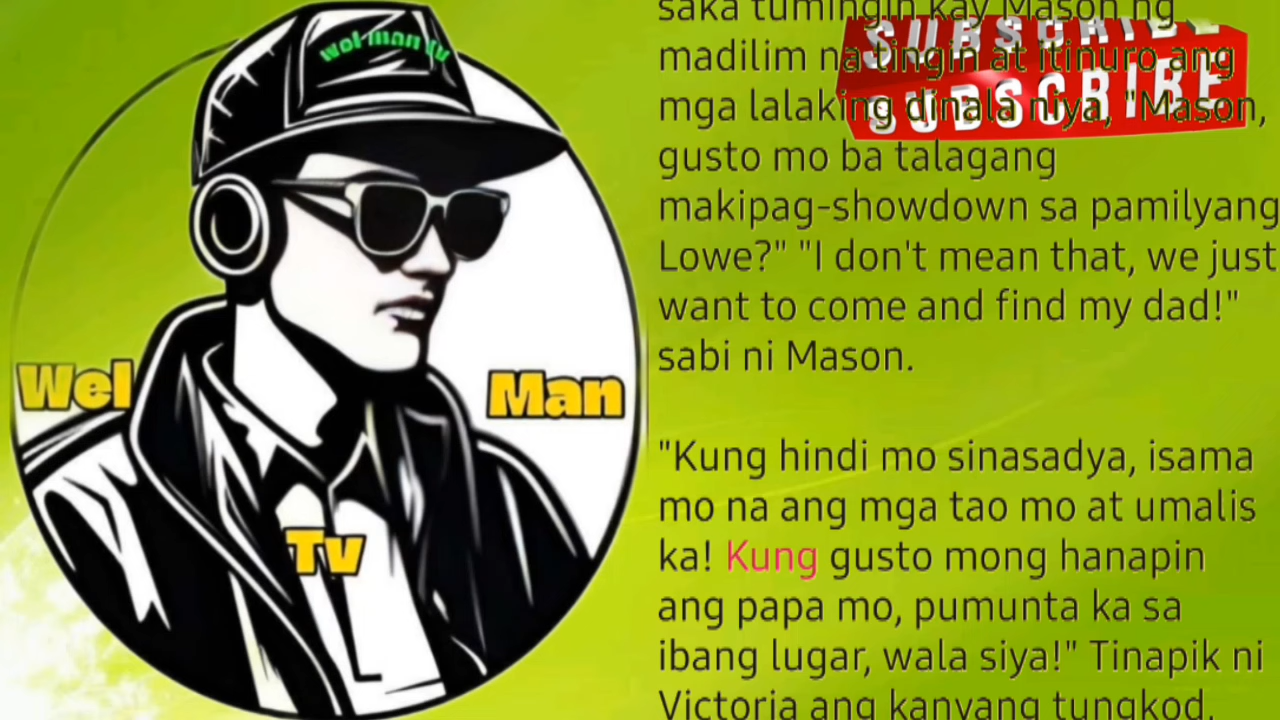 wel man tv
Wel
Man
Tv
SUBSCRIBE
SUBSCRIBE
saka tumingin kay Mason ng
madilim na tingin at itinuro ang
mga lalaking dinala niya, "Mason,
gusto mo ba talagang
makipag-showdown sa pamilyang
Lowe?" "I don't mean that, we just
want to come and find my dad!"
sabi ni Mason.
"Kung hindi mo sinasadya, isama
mo na ang mga tao mo at umalis
ka! Kung gusto mong hanapin
ang papa mo, pumunta ka sa
ibang lugar, wala siya!" Tinapik ni
Victoria ang kanyang tungkod.